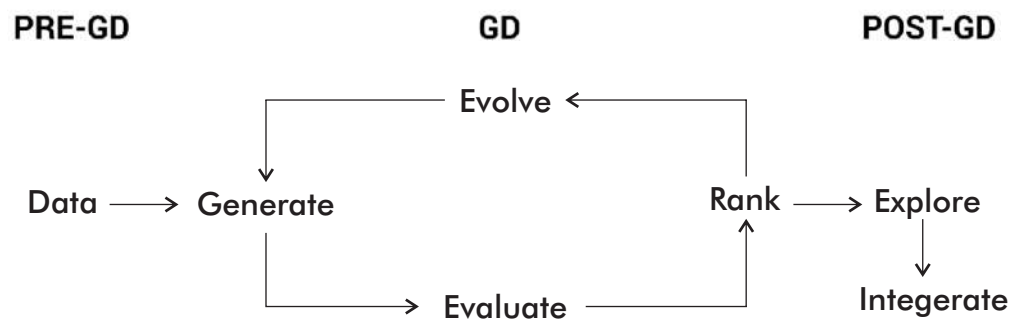 PRE-GD
GD
POST-GD
Evolve
Data
Generate
Rank
Explore
Evaluate
Integerate